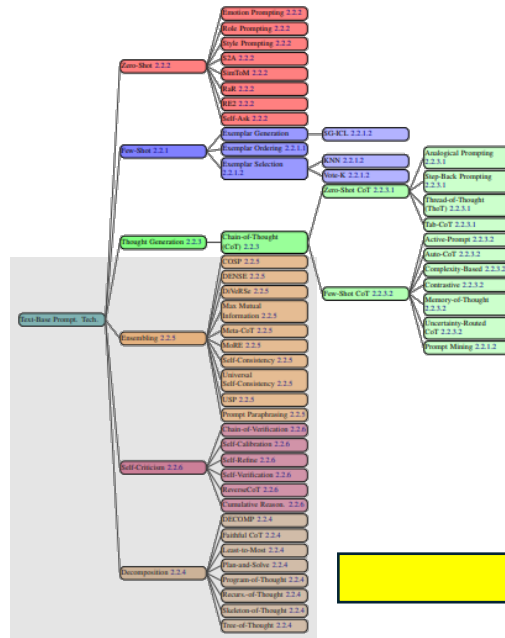 Emotion Prompting 2.2.2
Role Prompting 2.2.2
Style Prompting 2.2.2
S2A 2.2.2
SimToM 2.2.2
RaR 2.2.2
RE2 2.2.2
Self-Ask 2.2.2
Zero-Shot 2.2.2
Exemplar Generation
SG-ICL 2.2.1.2
Few-Shot 2.2.1
Exemplar Ordering 2.2.1.1
Exemplar Selection
2.2.1.2
KNN 2.2.1.2
Vote-K 2.2.1.2
Analogical Prompting
2.2.3.1
Step-Back Prompting
2.2.3.1
Zero-Shot CoT 2.2.3.1
Thread-of-Thought
(ThoT) 2.2.3.1
Tab-CoT 2.2.3.1
Thought Generation 2.2.3
Chain-of-Thought
(CoT) 2.2.3
Active-Prompt 2.2.3.2
Auto-CoT 2.2.3.2
Complexity-Based 2.2.3.2
Contrastive 2.2.3.2
Few-Shot CoT 2.2.3.2
Memory-of-Thought
2.2.3.2
Uncertainty-Routed
CoT 2.2.3.2
Prompt Mining 2.2.1.2
Text-Base Prompt. Tech.
COSP 2.2.5
DENSE 2.2.5
DiVeRSe 2.2.5
Max Mutual
Information 2.2.5
Ensembling 2.2.5
Meta-CoT 2.2.5
MoRE 2.2.5
Self-Consistency 2.2.5
Universal
Self-Consistency 2.2.5
USP 2.2.5
Prompt Paraphrasing 2.2.5
Chain-of-Verification 2.2.6
Self-Calibration 2.2.6
Self-Refine 2.2.6
Self-Criticism 2.2.6
Self-Verification 2.2.6
ReverseCoT 2.2.6
Cumulative Reason. 2.2.6
DECOMP 2.2.4
Faithful CoT 2.2.4
Least-to-Most 2.2.4
Plan-and-Solve 2.2.4
Decomposition 2.2.4
Program-of-Thought 2.2.4
Recurs.-of-Thought 2.2.4
Skeleton-of-Thought 2.2.4
Tree-of-Thought 2.2.4